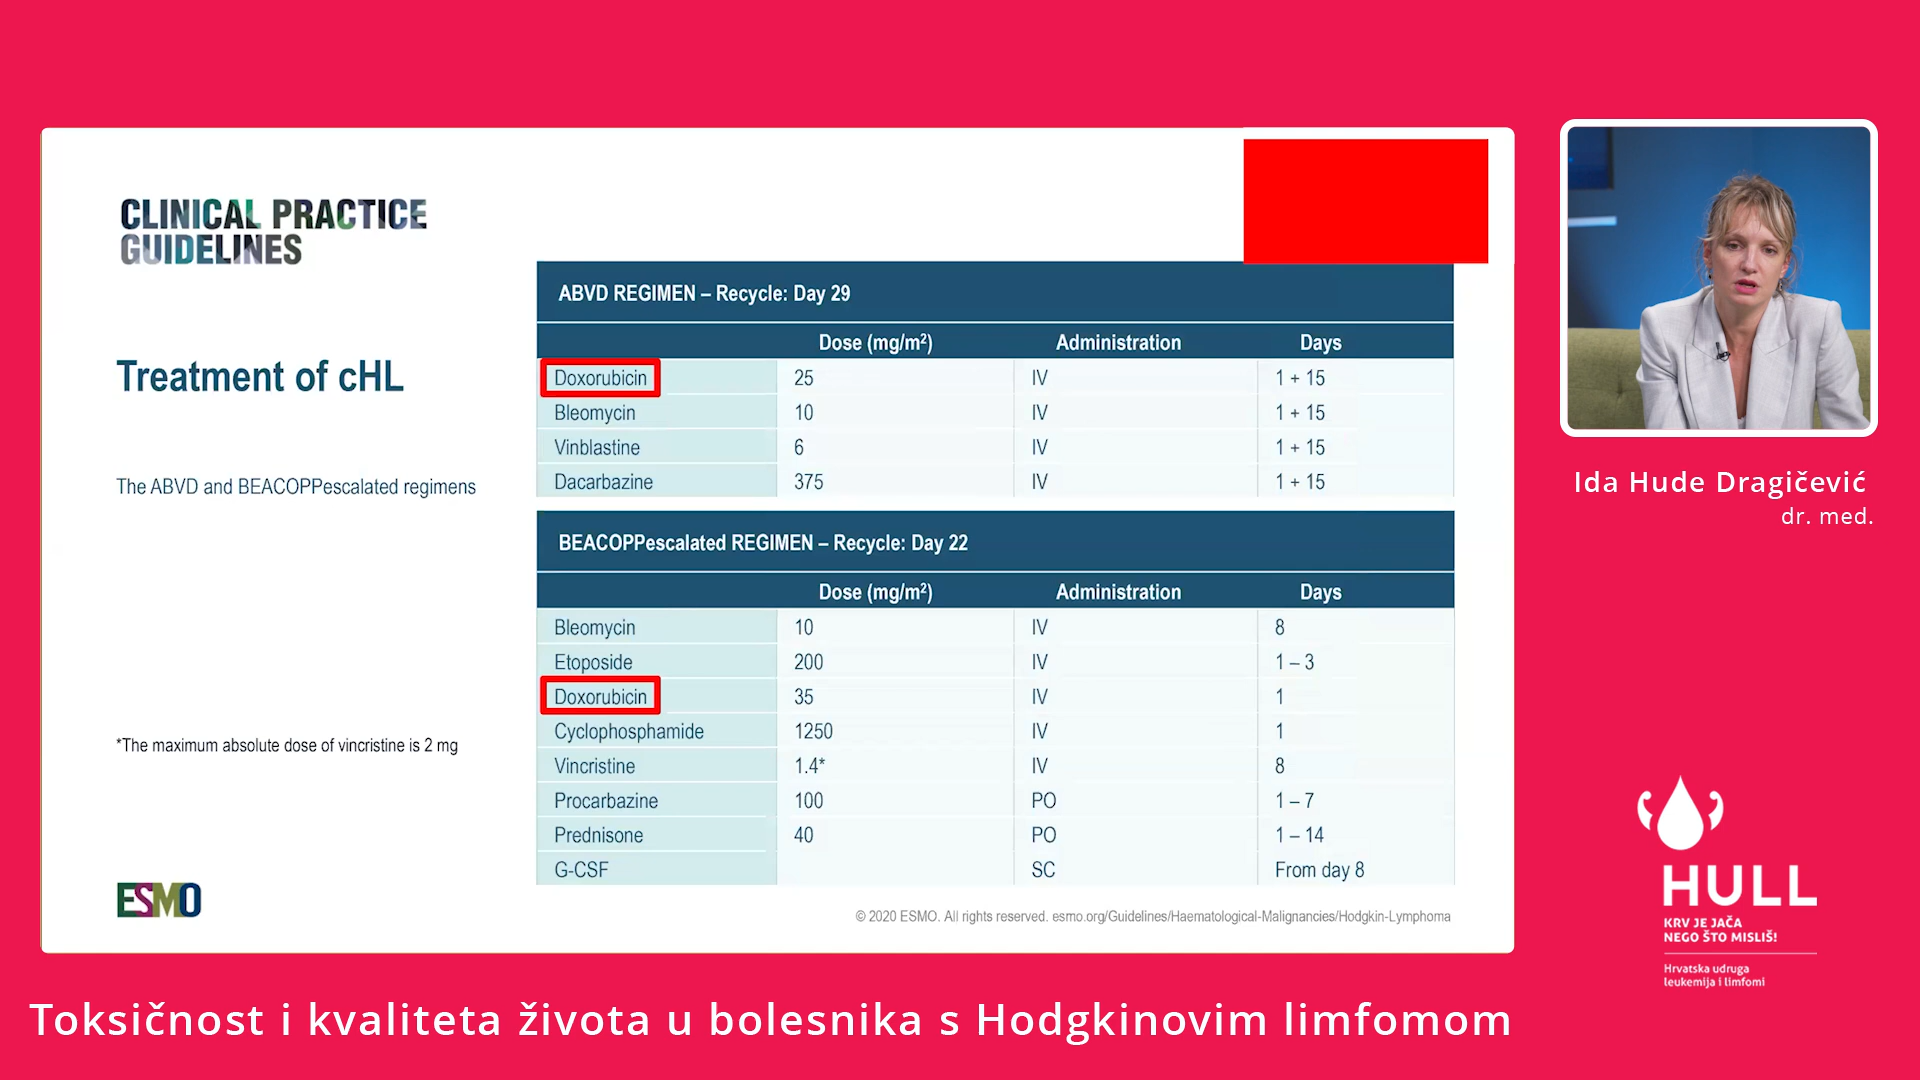 CLINICAL PRACTICE
GUIDELINES
Treatment of cHL
The ABVD and BEACOPPescalated regimens
*The maximum absolute dose of vincristine is 2 mg
ESMO
ABVD REGIMEN – Recycle: Day 29
Dose (mg/m²) Administration Days
Doxorubicin 25 IV 1 + 15
Bleomycin 10 IV 1 + 15
Vinblastine 6 IV 1 + 15
Dacarbazine 375 IV 1 + 15
BEACOPPescalated REGIMEN – Recycle: Day 22
Dose (mg/m²) Administration Days
Bleomycin 10 IV 8
Etoposide 200 IV 1 – 3
Doxorubicin 35 IV 1
Cyclophosphamide 1250 IV 1
Vincristine 1.4* IV 8
Procarbazine 100 PO 1 – 7
Prednisone 40 PO 1 – 14
G-CSF SC From day 8
© 2020 ESMO. All rights reserved. esmo.org/Guidelines/Haematological-Malignancies/Hodgkin-Lymphoma
Ida Hude Dragičević
dr. med.
HULL
KRV JE JAČA
NEGO ŠTO MISLIŠ!
Hrvatska udruga
leukemija i limfomi
Toksičnost i kvaliteta života u bolesnika s Hodgkinovim limfomom